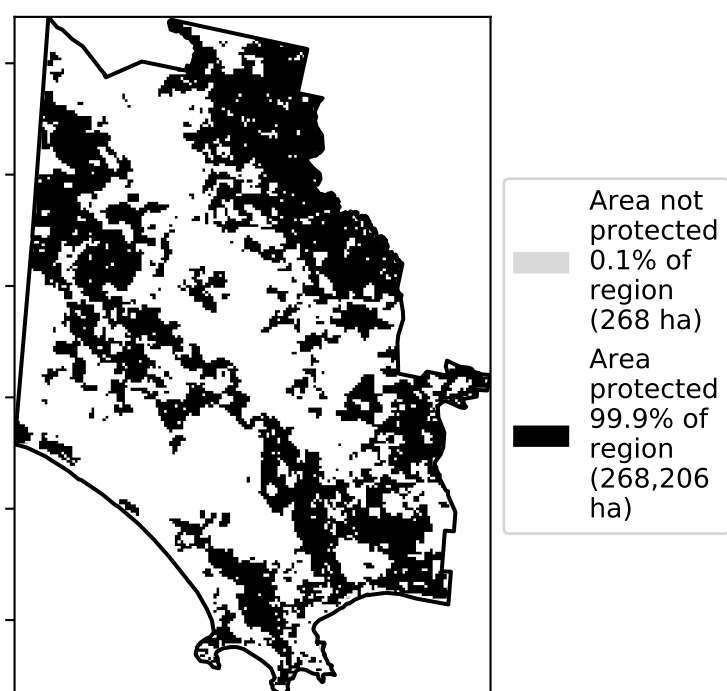 Area not
protected
0.1% of
region
(268 ha)
Area
protected
99.9% of
region
(268,206
ha)